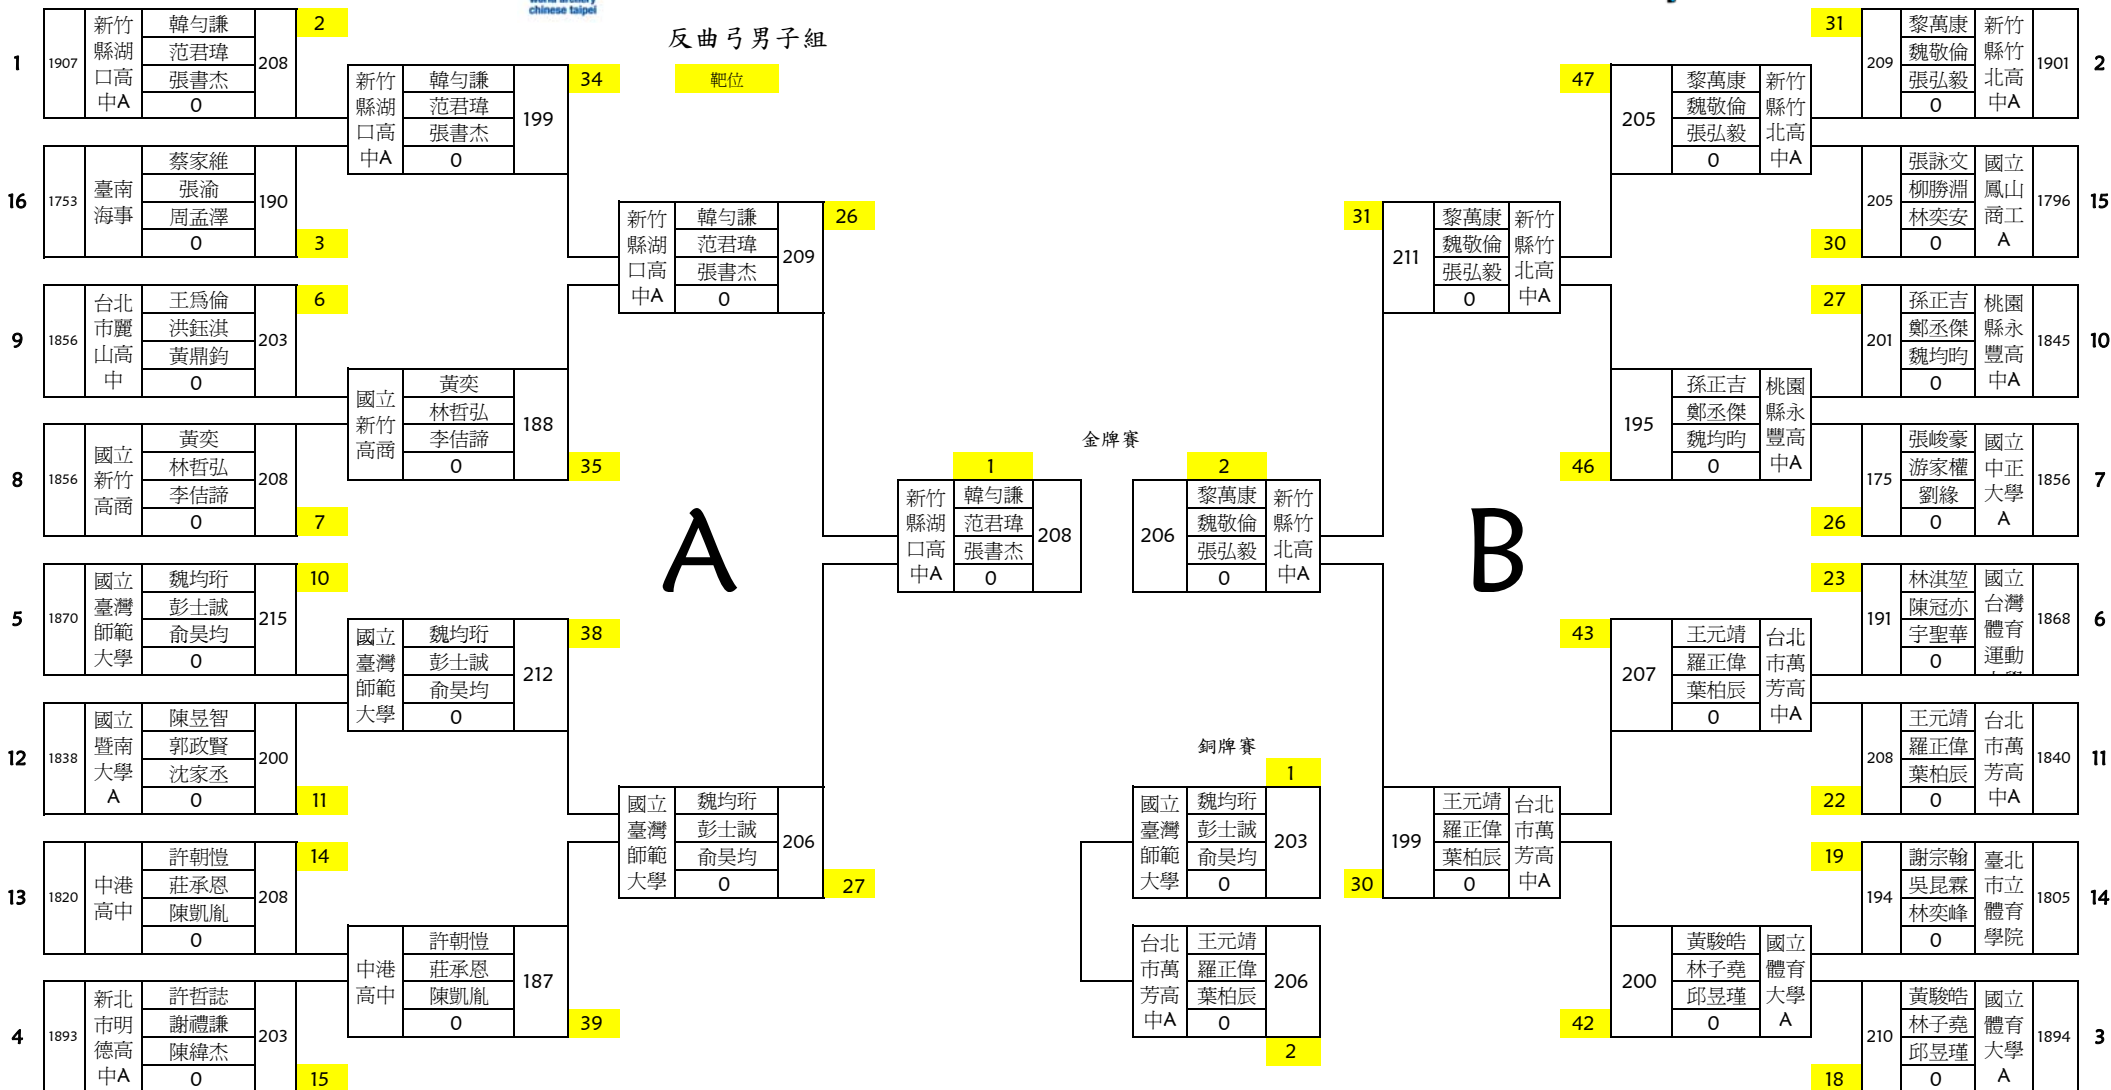 world archery
chinese taipei
反曲弓男子組
靶位
1
1907
新竹
縣湖
口高
中A
韓勻謙
范君瑋
張書杰
0
208
2
16
1753
臺南
海事
蔡家維
張渝
周孟澤
0
190
3
9
1856
台北
市麗
山高
中
王爲倫
洪鈺淇
黃鼎鈞
0
203
6
8
1856
國立
新竹
高商
黃奕
林哲弘
李佶諦
0
208
7
5
1870
國立
臺灣
師範
大學
魏均珩
彭士誠
俞昊均
0
215
10
12
1838
國立
暨南
大學
A
陳昱智
郭政賢
沈家丞
0
200
11
13
1820
中港
高中
許朝愷
莊承恩
陳凱胤
0
208
14
4
1893
新北
市明
德高
中A
許哲誌
謝禮謙
陳緯杰
0
203
15
新竹
縣湖
口高
中A
韓勻謙
范君瑋
張書杰
0
199
34
國立
新竹
高商
黃奕
林哲弘
李佶諦
0
188
35
國立
臺灣
師範
大學
魏均珩
彭士誠
俞昊均
0
212
38
中港
高中
許朝愷
莊承恩
陳凱胤
0
187
39
新竹
縣湖
口高
中A
韓勻謙
范君瑋
張書杰
0
209
26
A
國立
臺灣
師範
大學
魏均珩
彭士誠
俞昊均
0
206
27
金牌賽
1
新竹
縣湖
口高
中A
韓勻謙
范君瑋
張書杰
0
208
2
206
黎萬康
魏敬倫
張弘毅
0
新竹
縣竹
北高
中A
銅牌賽
1
國立
臺灣
師範
大學
魏均珩
彭士誠
俞昊均
0
203
台北
市萬
芳高
中A
王元靖
羅正偉
葉柏辰
0
206
2
31
211
黎萬康
魏敬倫
張弘毅
0
新竹
縣竹
北高
中A
B
199
王元靖
羅正偉
葉柏辰
0
台北
市萬
芳高
中A
30
47
205
黎萬康
魏敬倫
張弘毅
0
新竹
縣竹
北高
中A
195
孫正吉
鄭丞傑
魏均昀
0
桃園
縣永
豐高
中A
46
43
207
王元靖
羅正偉
葉柏辰
0
台北
市萬
芳高
中A
200
黃駿皓
林子堯
邱昱瑾
0
國立
體育
大學
A
42
31
209
黎萬康
魏敬倫
張弘毅
0
新竹
縣竹
北高
中A
1901
2
205
張詠文
柳勝淵
林奕安
0
國立
鳳山
商工
A
1796
15
30
27
201
孫正吉
鄭丞傑
魏均昀
0
桃園
縣永
豐高
中A
1845
10
175
張峻豪
游家權
劉緣
0
國立
中正
大學
A
1856
7
26
23
191
林淇堃
陳冠亦
宇聖華
0
國立
台灣
體育
運動
1868
6
208
王元靖
羅正偉
葉柏辰
0
台北
市萬
芳高
中A
1840
11
22
19
194
謝宗翰
吳昆霖
林奕峰
0
臺北
市立
體育
學院
1805
14
210
黃駿皓
林子堯
邱昱瑾
0
國立
體育
大學
A
1894
3
18